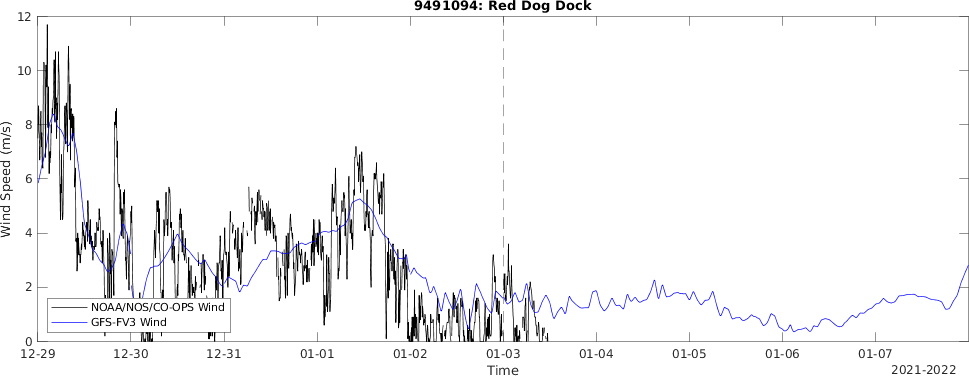 9491094: Red Dog Dock
12
10
8
6
4
2
0
Wind Speed (m/s)
NOAA/NOS/CO-OPS Wind
GFS-FV3 Wind
12-29 12-30 12-31 01-01 01-02 01-03 01-04 01-05 01-06 01-07
Time
2021-2022